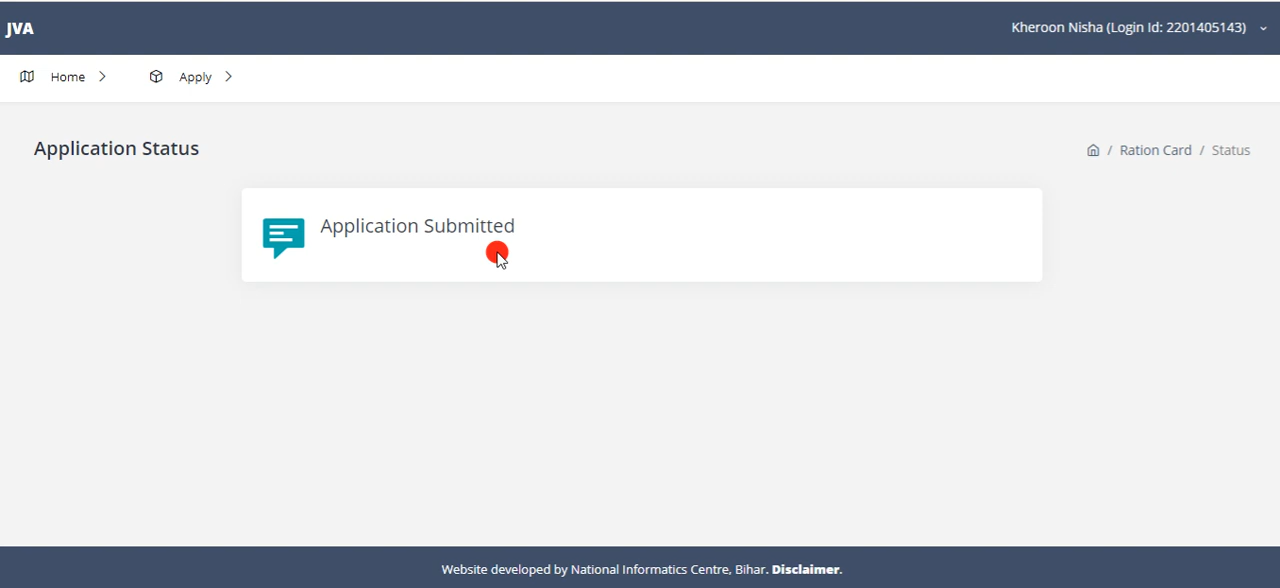 JVA
Kheroon Nisha (Login Id: 2201405143)
Home
Apply
Application Status
/ Ration Card / Status
Application Submitted
Website developed by National Informatics Centre, Bihar. Disclaimer.